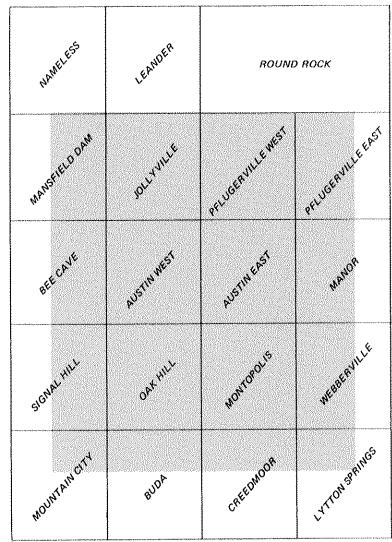 NAMELESS
LEANDER
ROUND ROCK
MANSFIELD DAM
JOLLYVILLE
PFLUGERVILLE WEST
PFLUGERVILLE EAST
BEE CAVE
AUSTIN WEST
AUSTIN EAST
MANOR
SIGNAL HILL
OAK HILL
MONTOPOLIS
WEBBERVILLE
MOUNTAIN CITY
BUDA
CREEDMOOR
LYTTON SPRINGS